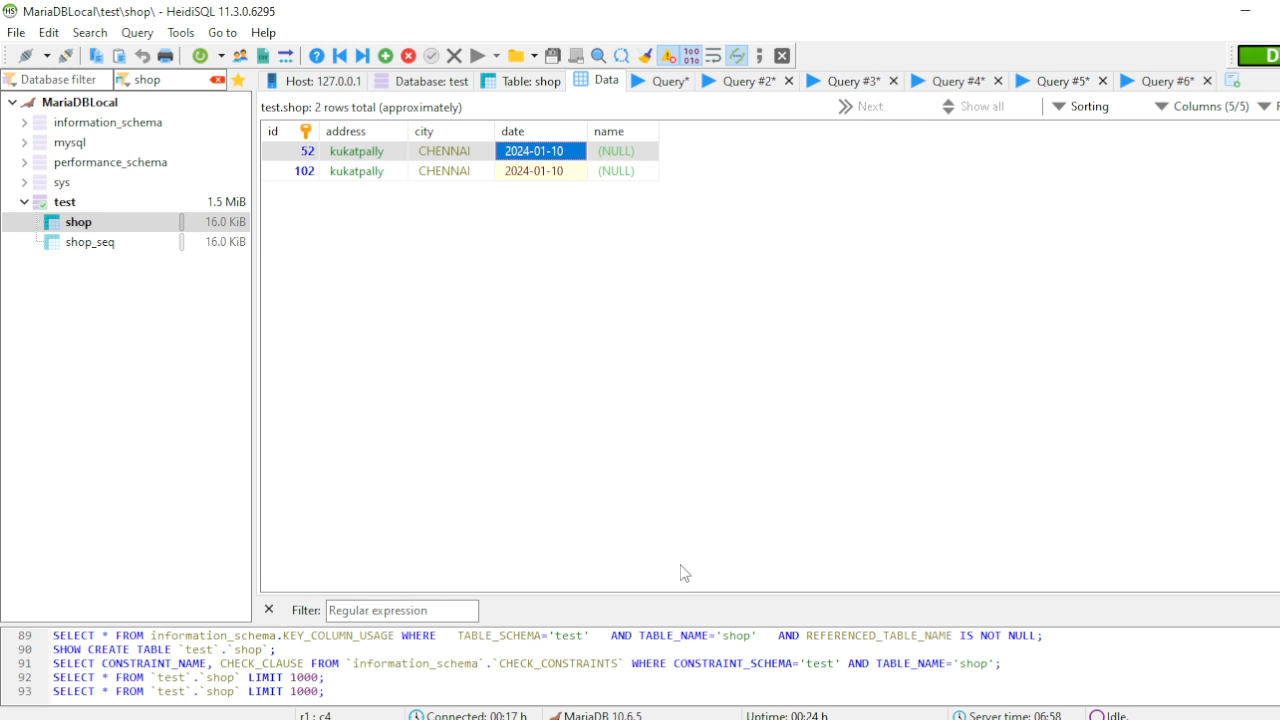 MariaDBLocal\test\shop\ - HeidiSQL 11.3.0.6295
File Edit Search Query Tools Go to Help
Database filter shop Host: 127.0.0.1 Database: test Table: shop Data Query* Query #2* Query #3* Query #4* Query #5* Query #6*
MariaDBLocal
information_schema
mysql
performance_schema
sys
test 1.5 MiB
shop 16.0 KiB
shop_seq 16.0 KiB
test.shop: 2 rows total (approximately) Next Show all Sorting Columns (5/5)
id address city date name
52 kukatpally CHENNAI 2024-01-10 (NULL)
102 kukatpally CHENNAI 2024-01-10 (NULL)
Filter: Regular expression
89 SELECT * FROM information_schema.KEY_COLUMN_USAGE WHERE TABLE_SCHEMA='test' AND TABLE_NAME='shop' AND REFERENCED_TABLE_NAME IS NOT NULL;
90 SHOW CREATE TABLE `test`.`shop`;
91 SELECT CONSTRAINT_NAME, CHECK_CLAUSE FROM `information_schema`.`CHECK_CONSTRAINTS` WHERE CONSTRAINT_SCHEMA='test' AND TABLE_NAME='shop';
92 SELECT * FROM `test`.`shop` LIMIT 1000;
93 SELECT * FROM `test`.`shop` LIMIT 1000;
r1 : c4 Connected: 00:17 h MariaDB 10.6.5 Uptime: 00:24 h Server time: 06:58 Idle.